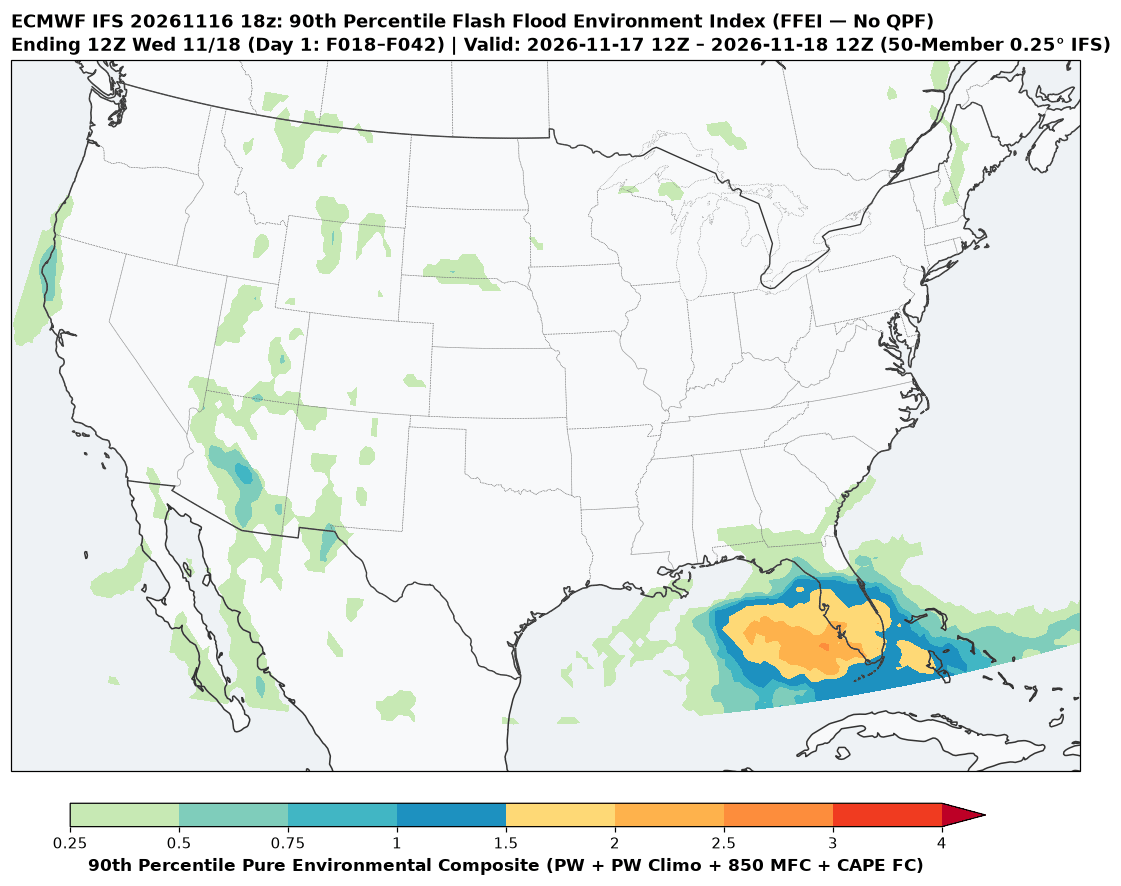 ECMWF IFS 20261116 18z: 90th Percentile Flash Flood Environment Index (FFEI — No QPF)
Ending 12Z Wed 11/18 (Day 1: F018–F042) | Valid: 2026-11-17 12Z – 2026-11-18 12Z (50-Member 0.25° IFS)
0.25 0.5 0.75 1 1.5 2 2.5 3 4
90th Percentile Pure Environmental Composite (PW + PW Climo + 850 MFC + CAPE FC)